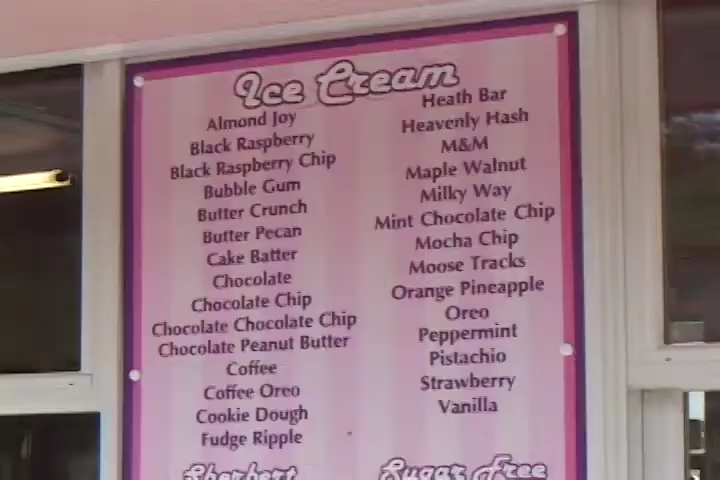 Ice Cream
Almond Joy
Black Raspberry
Black Raspberry Chip
Bubble Gum
Butter Crunch
Butter Pecan
Cake Batter
Chocolate
Chocolate Chip
Chocolate Chocolate Chip
Chocolate Peanut Butter
Coffee
Coffee Oreo
Cookie Dough
Fudge Ripple
Heath Bar
Heavenly Hash
M&M
Maple Walnut
Milky Way
Mint Chocolate Chip
Mocha Chip
Moose Tracks
Orange Pineapple
Oreo
Peppermint
Pistachio
Strawberry
Vanilla
Sherbert
Sugar Free